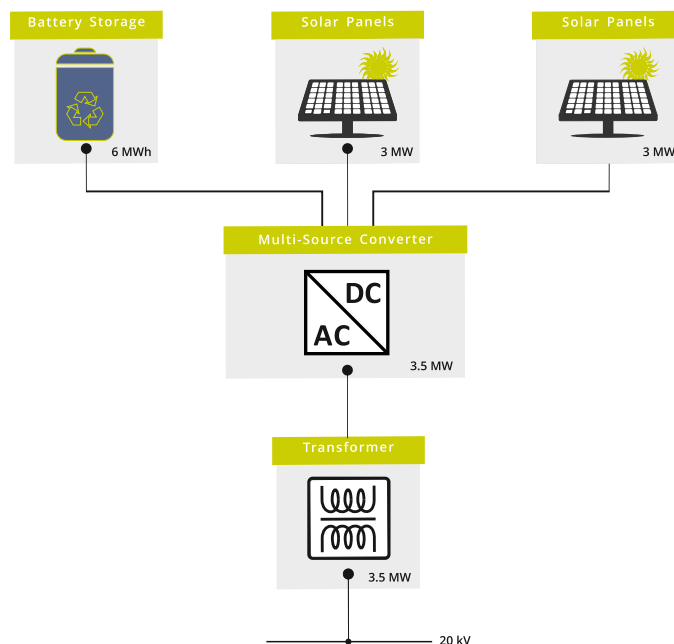 Battery Storage
Solar Panels
Solar Panels
6 MWh
3 MW
3 MW
Multi-Source Converter
DC
AC
3.5 MW
Transformer
3.5 MW
20 kV